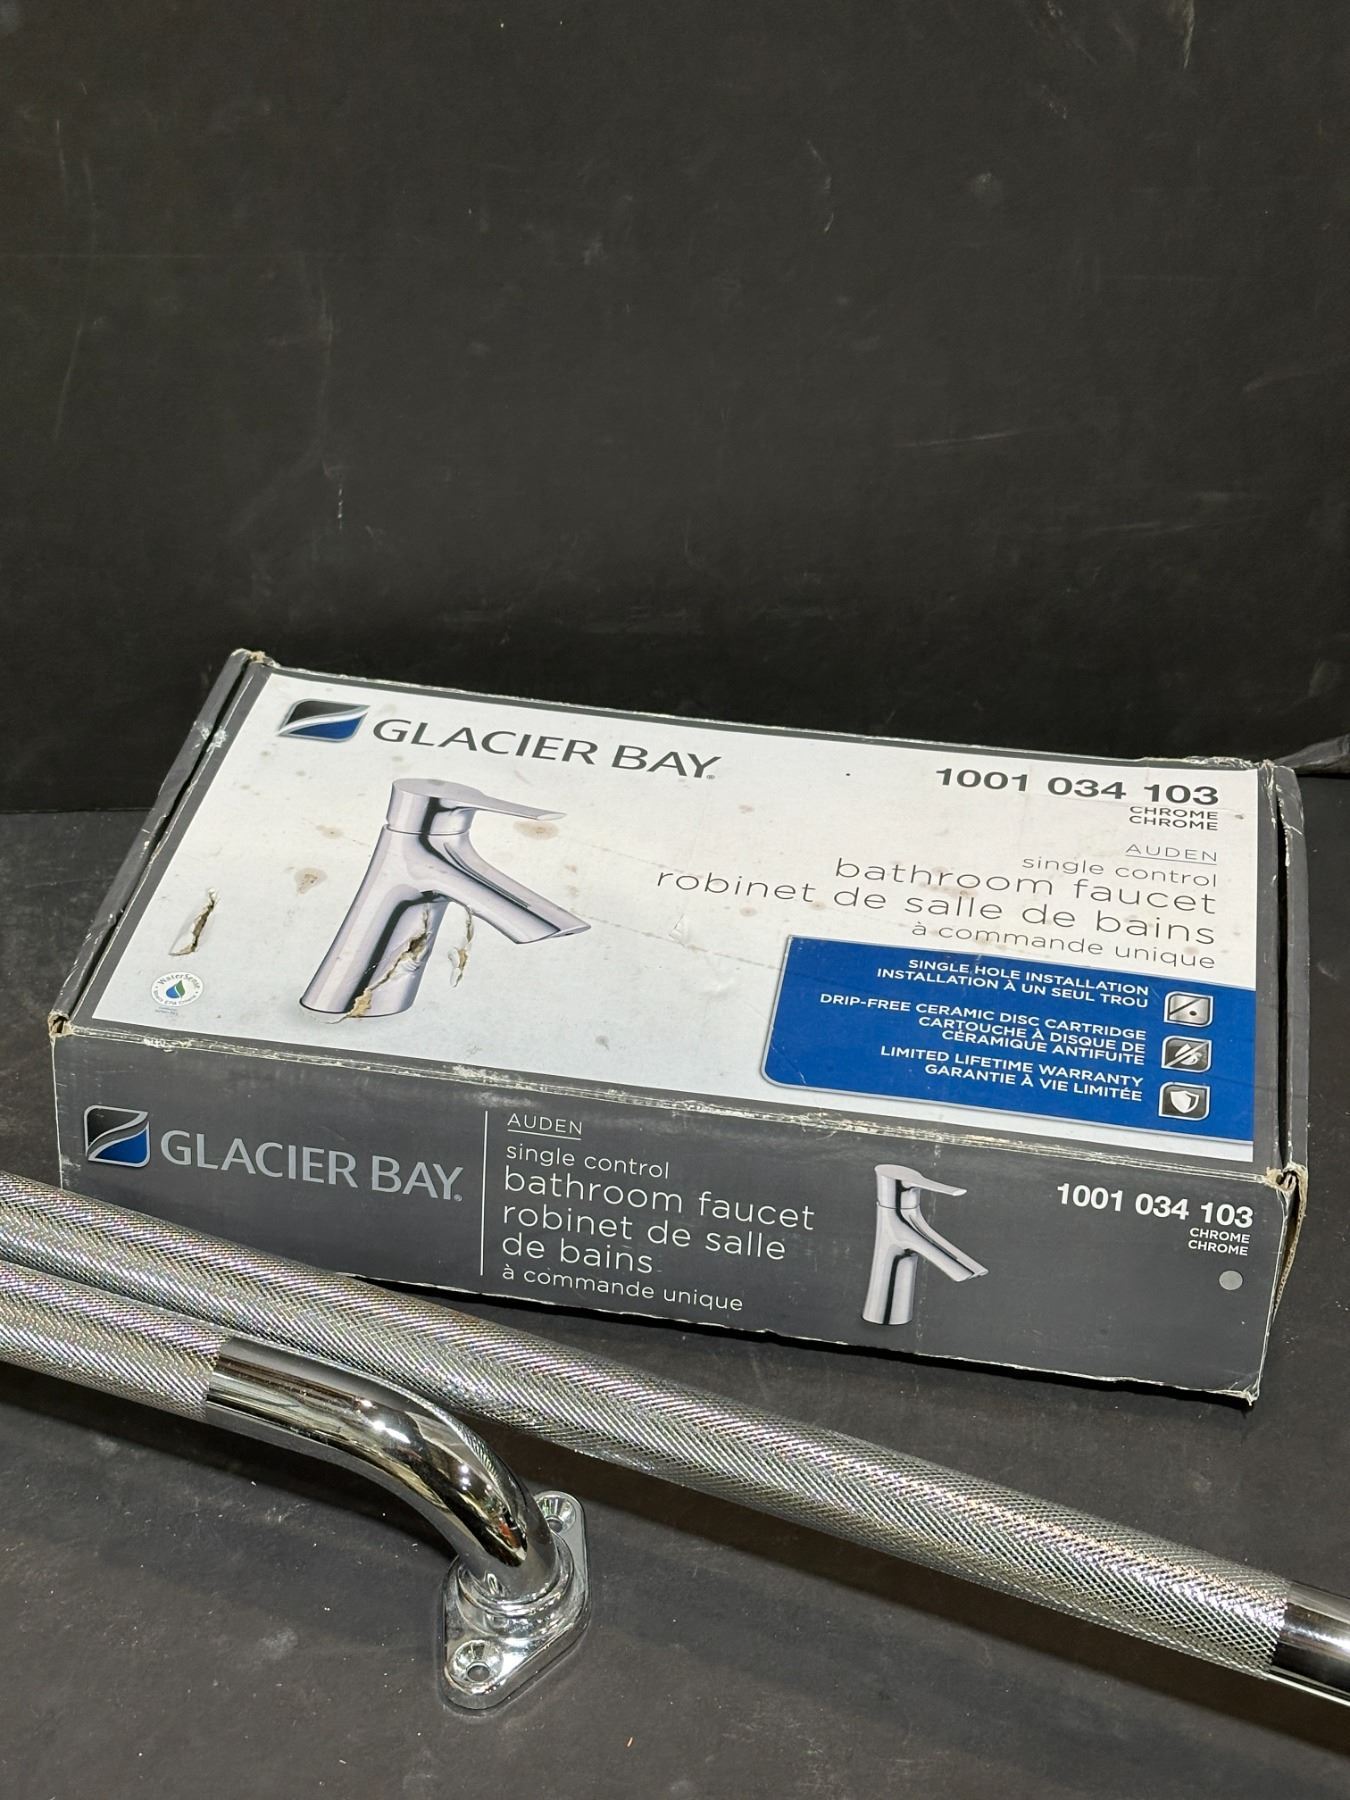 GLACIER BAY®
1001 034 103
CHROME
CHROME
AUDEN
single control
bathroom faucet
robinet de salle de bains
à commande unique
SINGLE HOLE INSTALLATION
INSTALLATION À UN SEUL TROU
DRIP-FREE CERAMIC DISC CARTRIDGE
CARTOUCHE À DISQUE DE
CÉRAMIQUE ANTIFUITE
LIMITED LIFETIME WARRANTY
GARANTIE À VIE LIMITÉE
WaterSense
GLACIER BAY®
AUDEN
single control
bathroom faucet
robinet de salle
de bains
à commande unique
1001 034 103
CHROME
CHROME